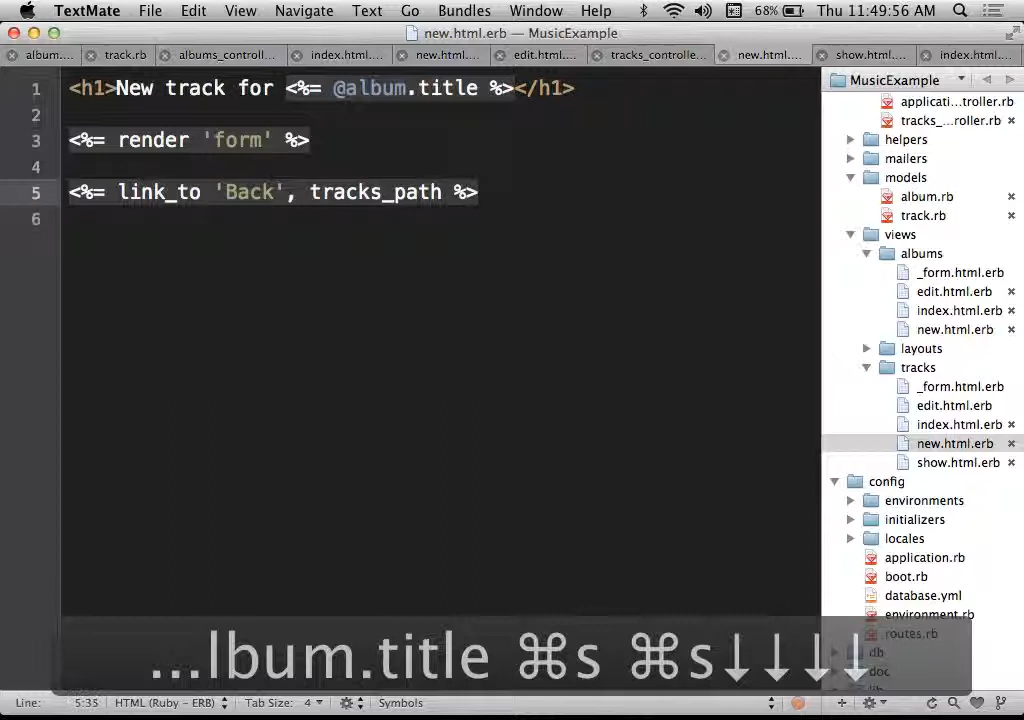 TextMate File Edit View Navigate Text Go Bundles Window Help 68% Thu 11:49:56 AM
new.html.erb — MusicExample
album.... track.rb albums_controll... index.html.... new.html.... edit.html.... tracks_controlle... new.html.... show.html.... index.html....
MusicExample
1 <h1>New track for <%= @album.title %></h1>
2
3 <%= render 'form' %>
4
5 <%= link_to 'Back', tracks_path %>
6
applicati...troller.rb
tracks_...roller.rb
helpers
mailers
models
album.rb
track.rb
views
albums
_form.html.erb
edit.html.erb
index.html.erb
new.html.erb
layouts
tracks
_form.html.erb
edit.html.erb
index.html.erb
new.html.erb
show.html.erb
config
environments
initializers
locales
application.rb
boot.rb
database.yml
environment.rb
routes.rb
db
doc
lib
...lbum.title ⌘s ⌘s↓↓↓↓
Line: 5:35 HTML (Ruby – ERB) Tab Size: 4 Symbols